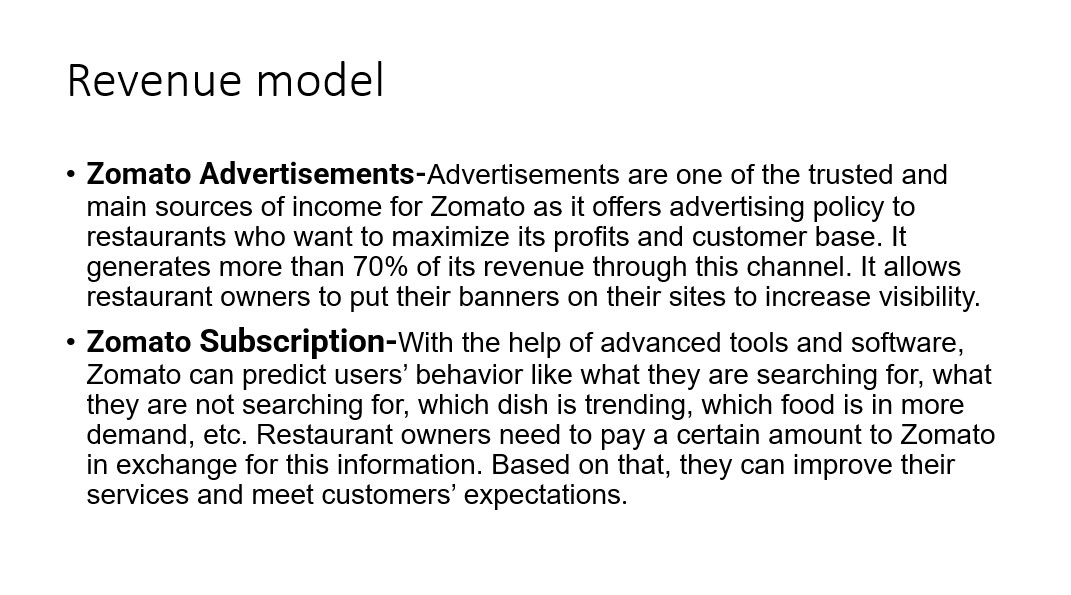 Revenue model
• Zomato Advertisements-Advertisements are one of the trusted and
main sources of income for Zomato as it offers advertising policy to
restaurants who want to maximize its profits and customer base. It
generates more than 70% of its revenue through this channel. It allows
restaurant owners to put their banners on their sites to increase visibility.
• Zomato Subscription-With the help of advanced tools and software,
Zomato can predict users’ behavior like what they are searching for, what
they are not searching for, which dish is trending, which food is in more
demand, etc. Restaurant owners need to pay a certain amount to Zomato
in exchange for this information. Based on that, they can improve their
services and meet customers’ expectations.